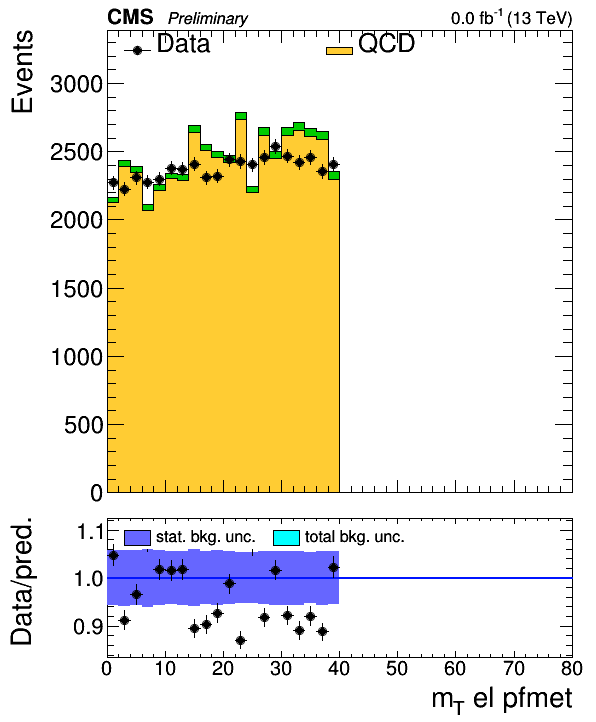 CMS Preliminary 0.0 fb⁻¹ (13 TeV)
Data QCD
Events
3000
2500
2000
1500
1000
500
0
stat. bkg. unc. total bkg. unc.
Data/pred.
1.1
1.0
0.9
0 10 20 30 40 50 60 70 80
m_T el pfmet